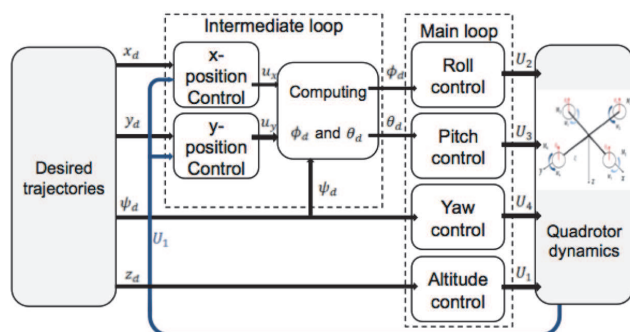 Intermediate loop
Main loop
Desired
trajectories
x_d
y_d
ψ_d
U_1
z_d
x-
position
Control
y-
position
Control
u_x
u_y
Computing
ϕ_d and θ_d
ψ_d
ϕ_d
θ_d
Roll
control
Pitch
control
Yaw
control
Altitude
control
U_2
U_3
U_4
U_1
Quadrotor
dynamics